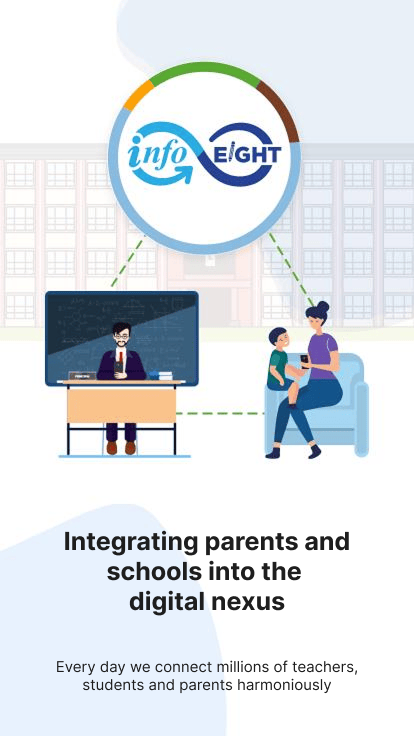 info EIGHT
PRINCIPAL
Integrating parents and
schools into the
digital nexus
Every day we connect millions of teachers,
students and parents harmoniously